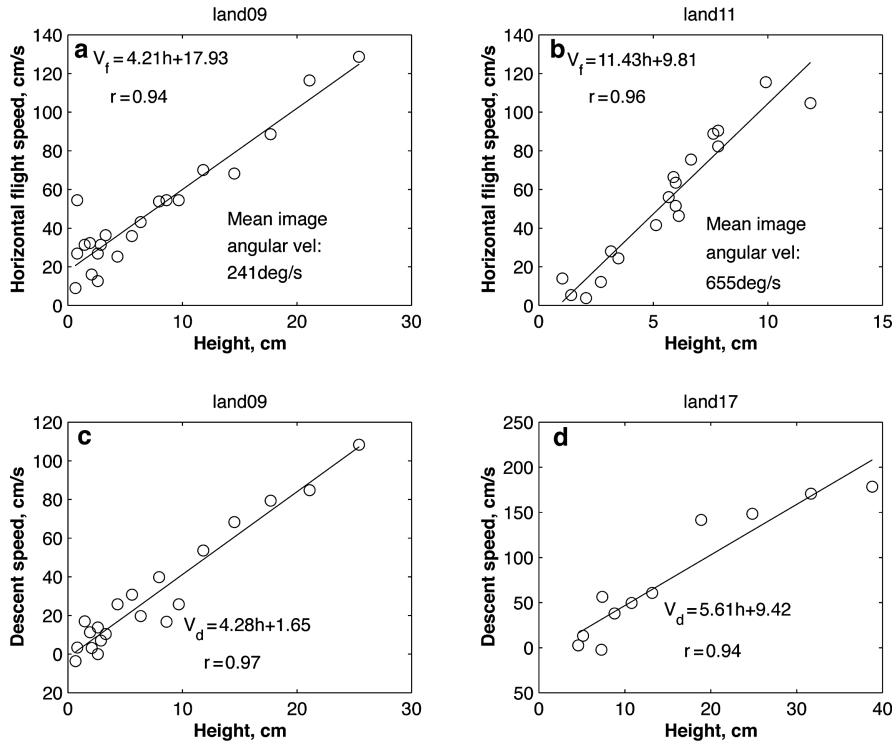 land09
a
V_f = 4.21h+17.93
r = 0.94
Mean image
angular vel:
241deg/s
Horizontal flight speed, cm/s
140
120
100
80
60
40
20
0
0 10 20 30
Height, cm
land11
b
V_f = 11.43h+9.81
r = 0.96
Mean image
angular vel:
655deg/s
Horizontal flight speed, cm/s
140
120
100
80
60
40
20
0
0 5 10 15
Height, cm
land09
c
V_d = 4.28h+1.65
r = 0.97
Descent speed, cm/s
120
100
80
60
40
20
0
20
0 10 20 30
Height, cm
land17
d
V_d = 5.61h+9.42
r = 0.94
Descent speed, cm/s
250
200
150
100
50
0
50
0 10 20 30 40
Height, cm